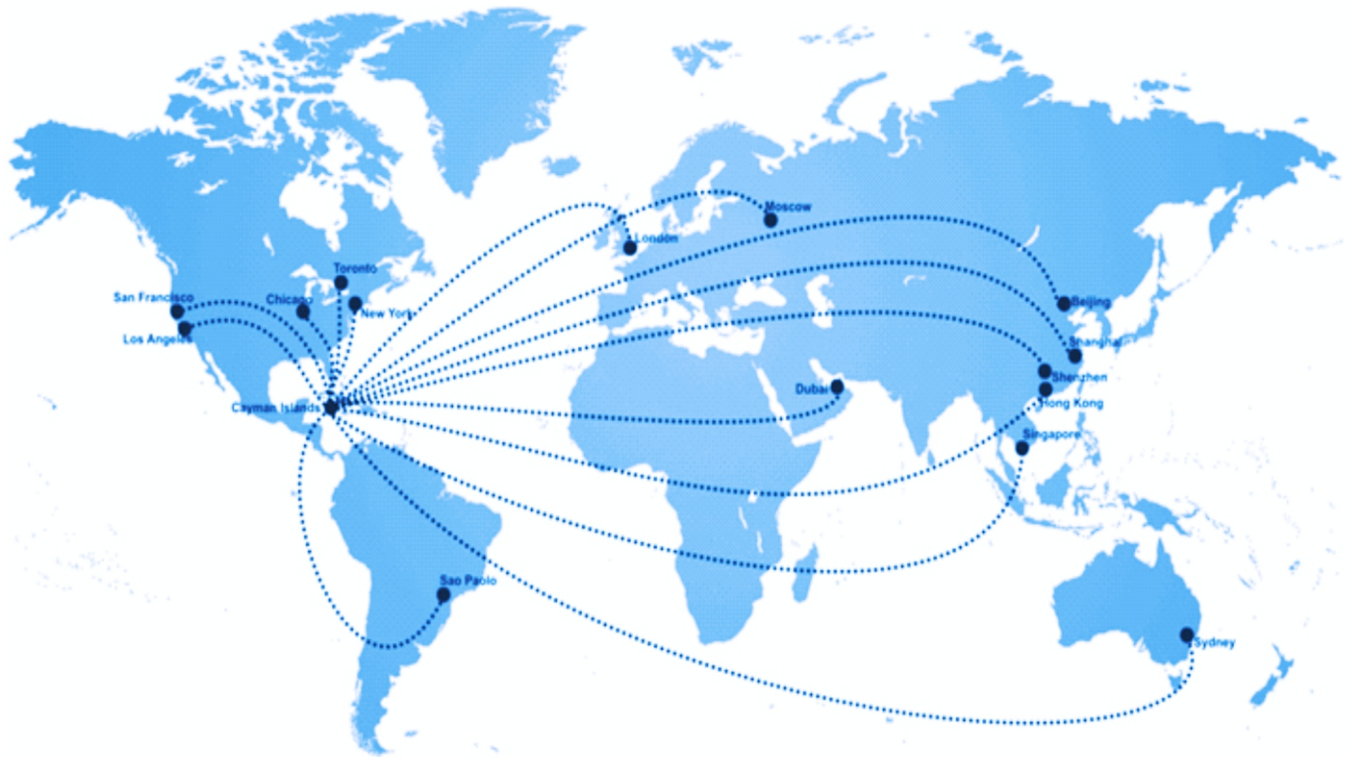 Moscow
London
Toronto
San Francisco
Chicago
New York
Los Angeles
Beijing
Shanghai
Shenzhen
Dubai
Hong Kong
Cayman Islands
Singapore
Sao Paolo
Sydney